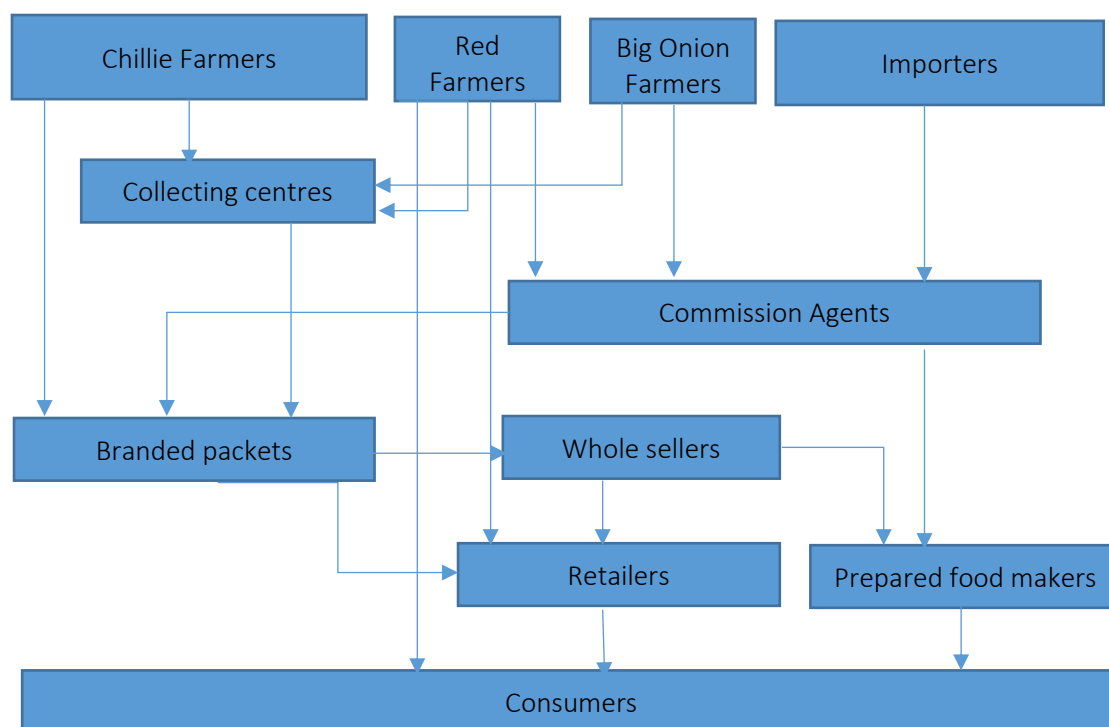 Chillie Farmers
Red
Farmers
Big Onion
Farmers
Importers
Collecting centres
Commission Agents
Branded packets
Whole sellers
Retailers
Prepared food makers
Consumers